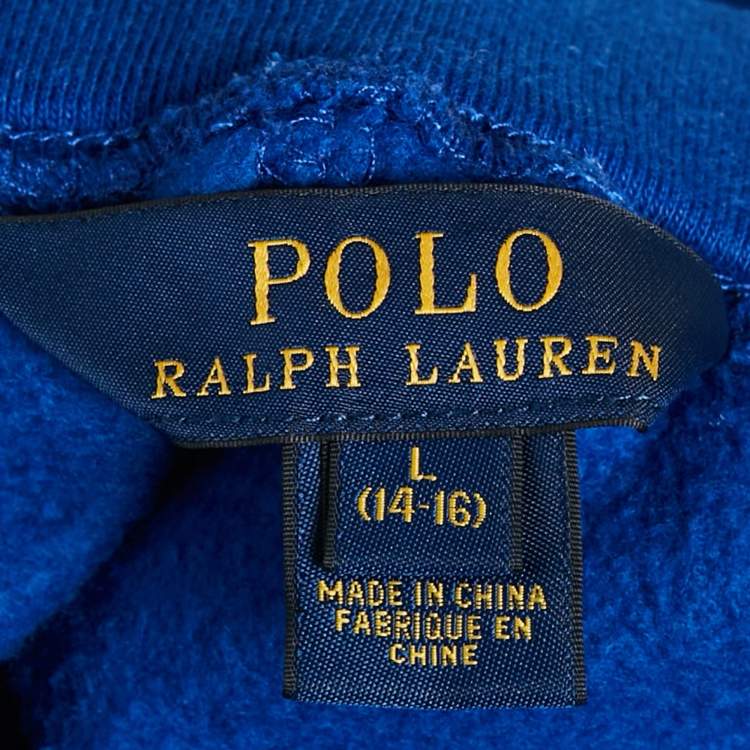 POLO
RALPH LAUREN
L
(14-16)
MADE IN CHINA
FABRIQUE EN
CHINE